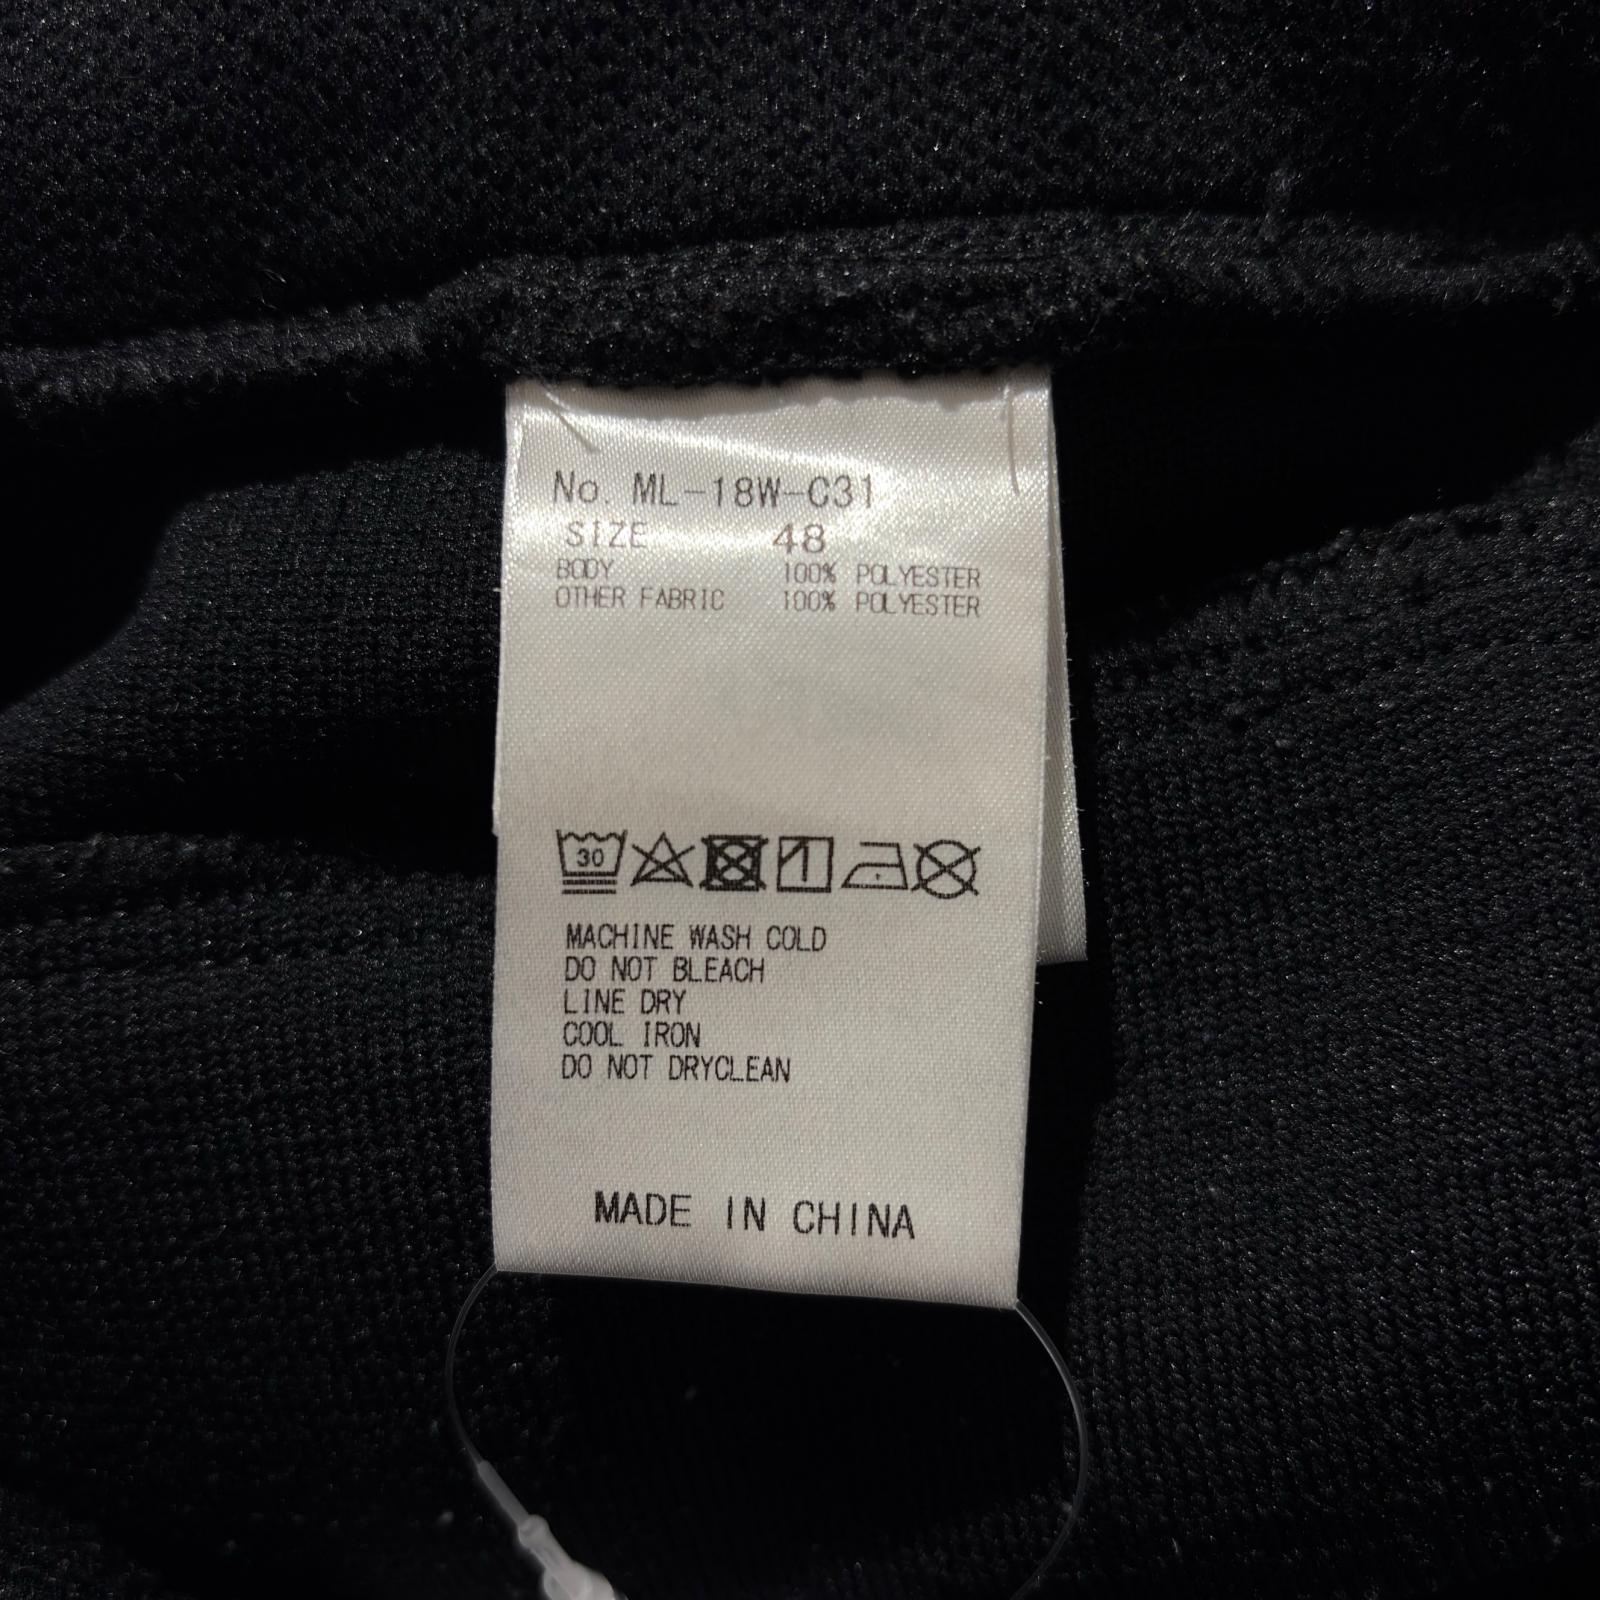 No. ML-18W-C31
SIZE 48
BODY 100% POLYESTER
OTHER FABRIC 100% POLYESTER
30
MACHINE WASH COLD
DO NOT BLEACH
LINE DRY
COOL IRON
DO NOT DRYCLEAN
MADE IN CHINA